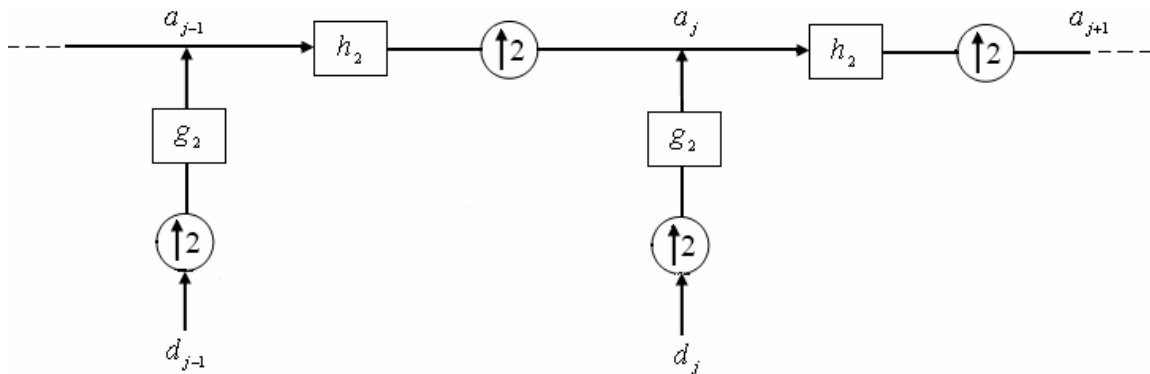 a_{j-1} a_j a_{j+1}
h_2 ↑2 h_2 ↑2
g_2 g_2
↑2 ↑2
d_{j-1} d_j